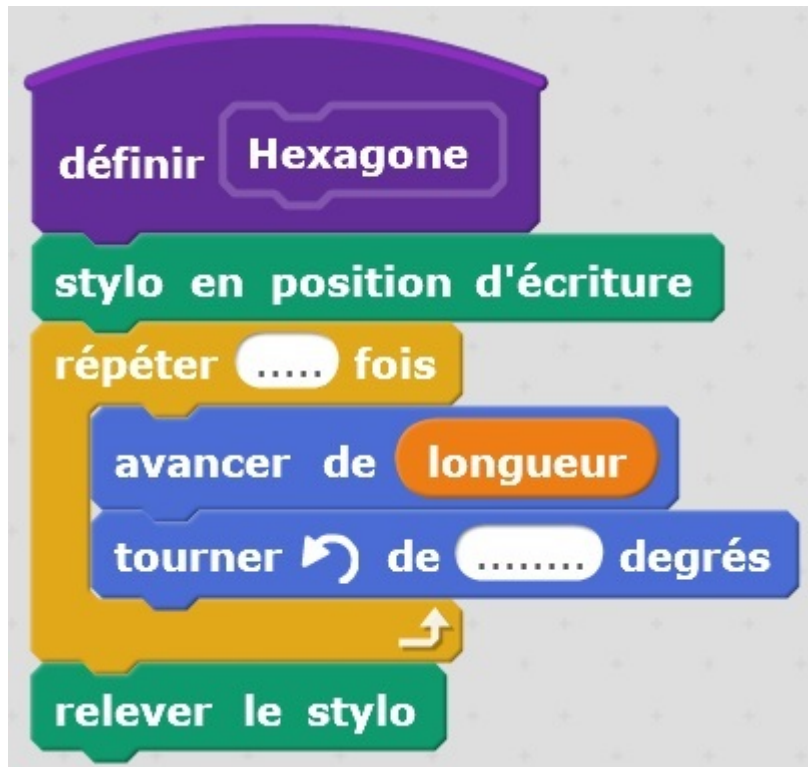 définir Hexagone
stylo en position d'écriture
répéter ..... fois
avancer de longueur
tourner de ........ degrés
relever le stylo